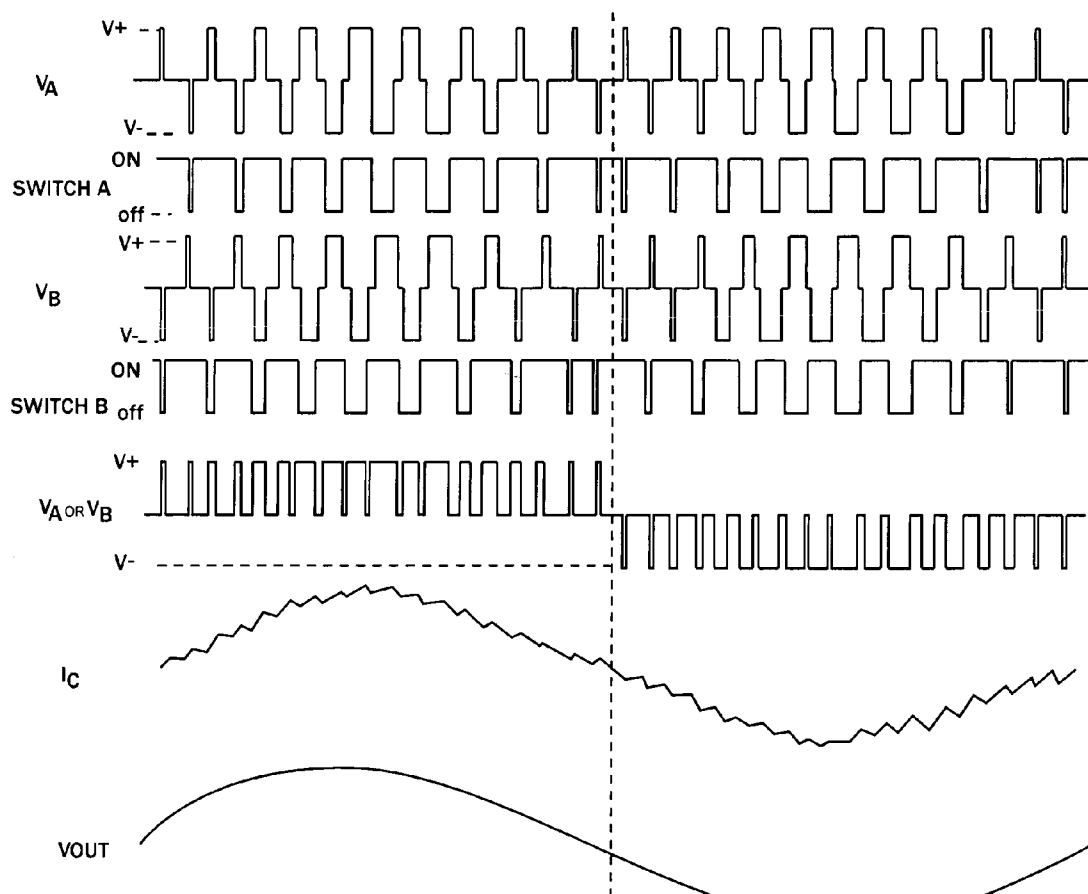 V+
VA
V-
ON
SWITCH A
off
V+
VB
V-
ON
SWITCH B off
V+
VA OR VB
V-
IC
VOUT